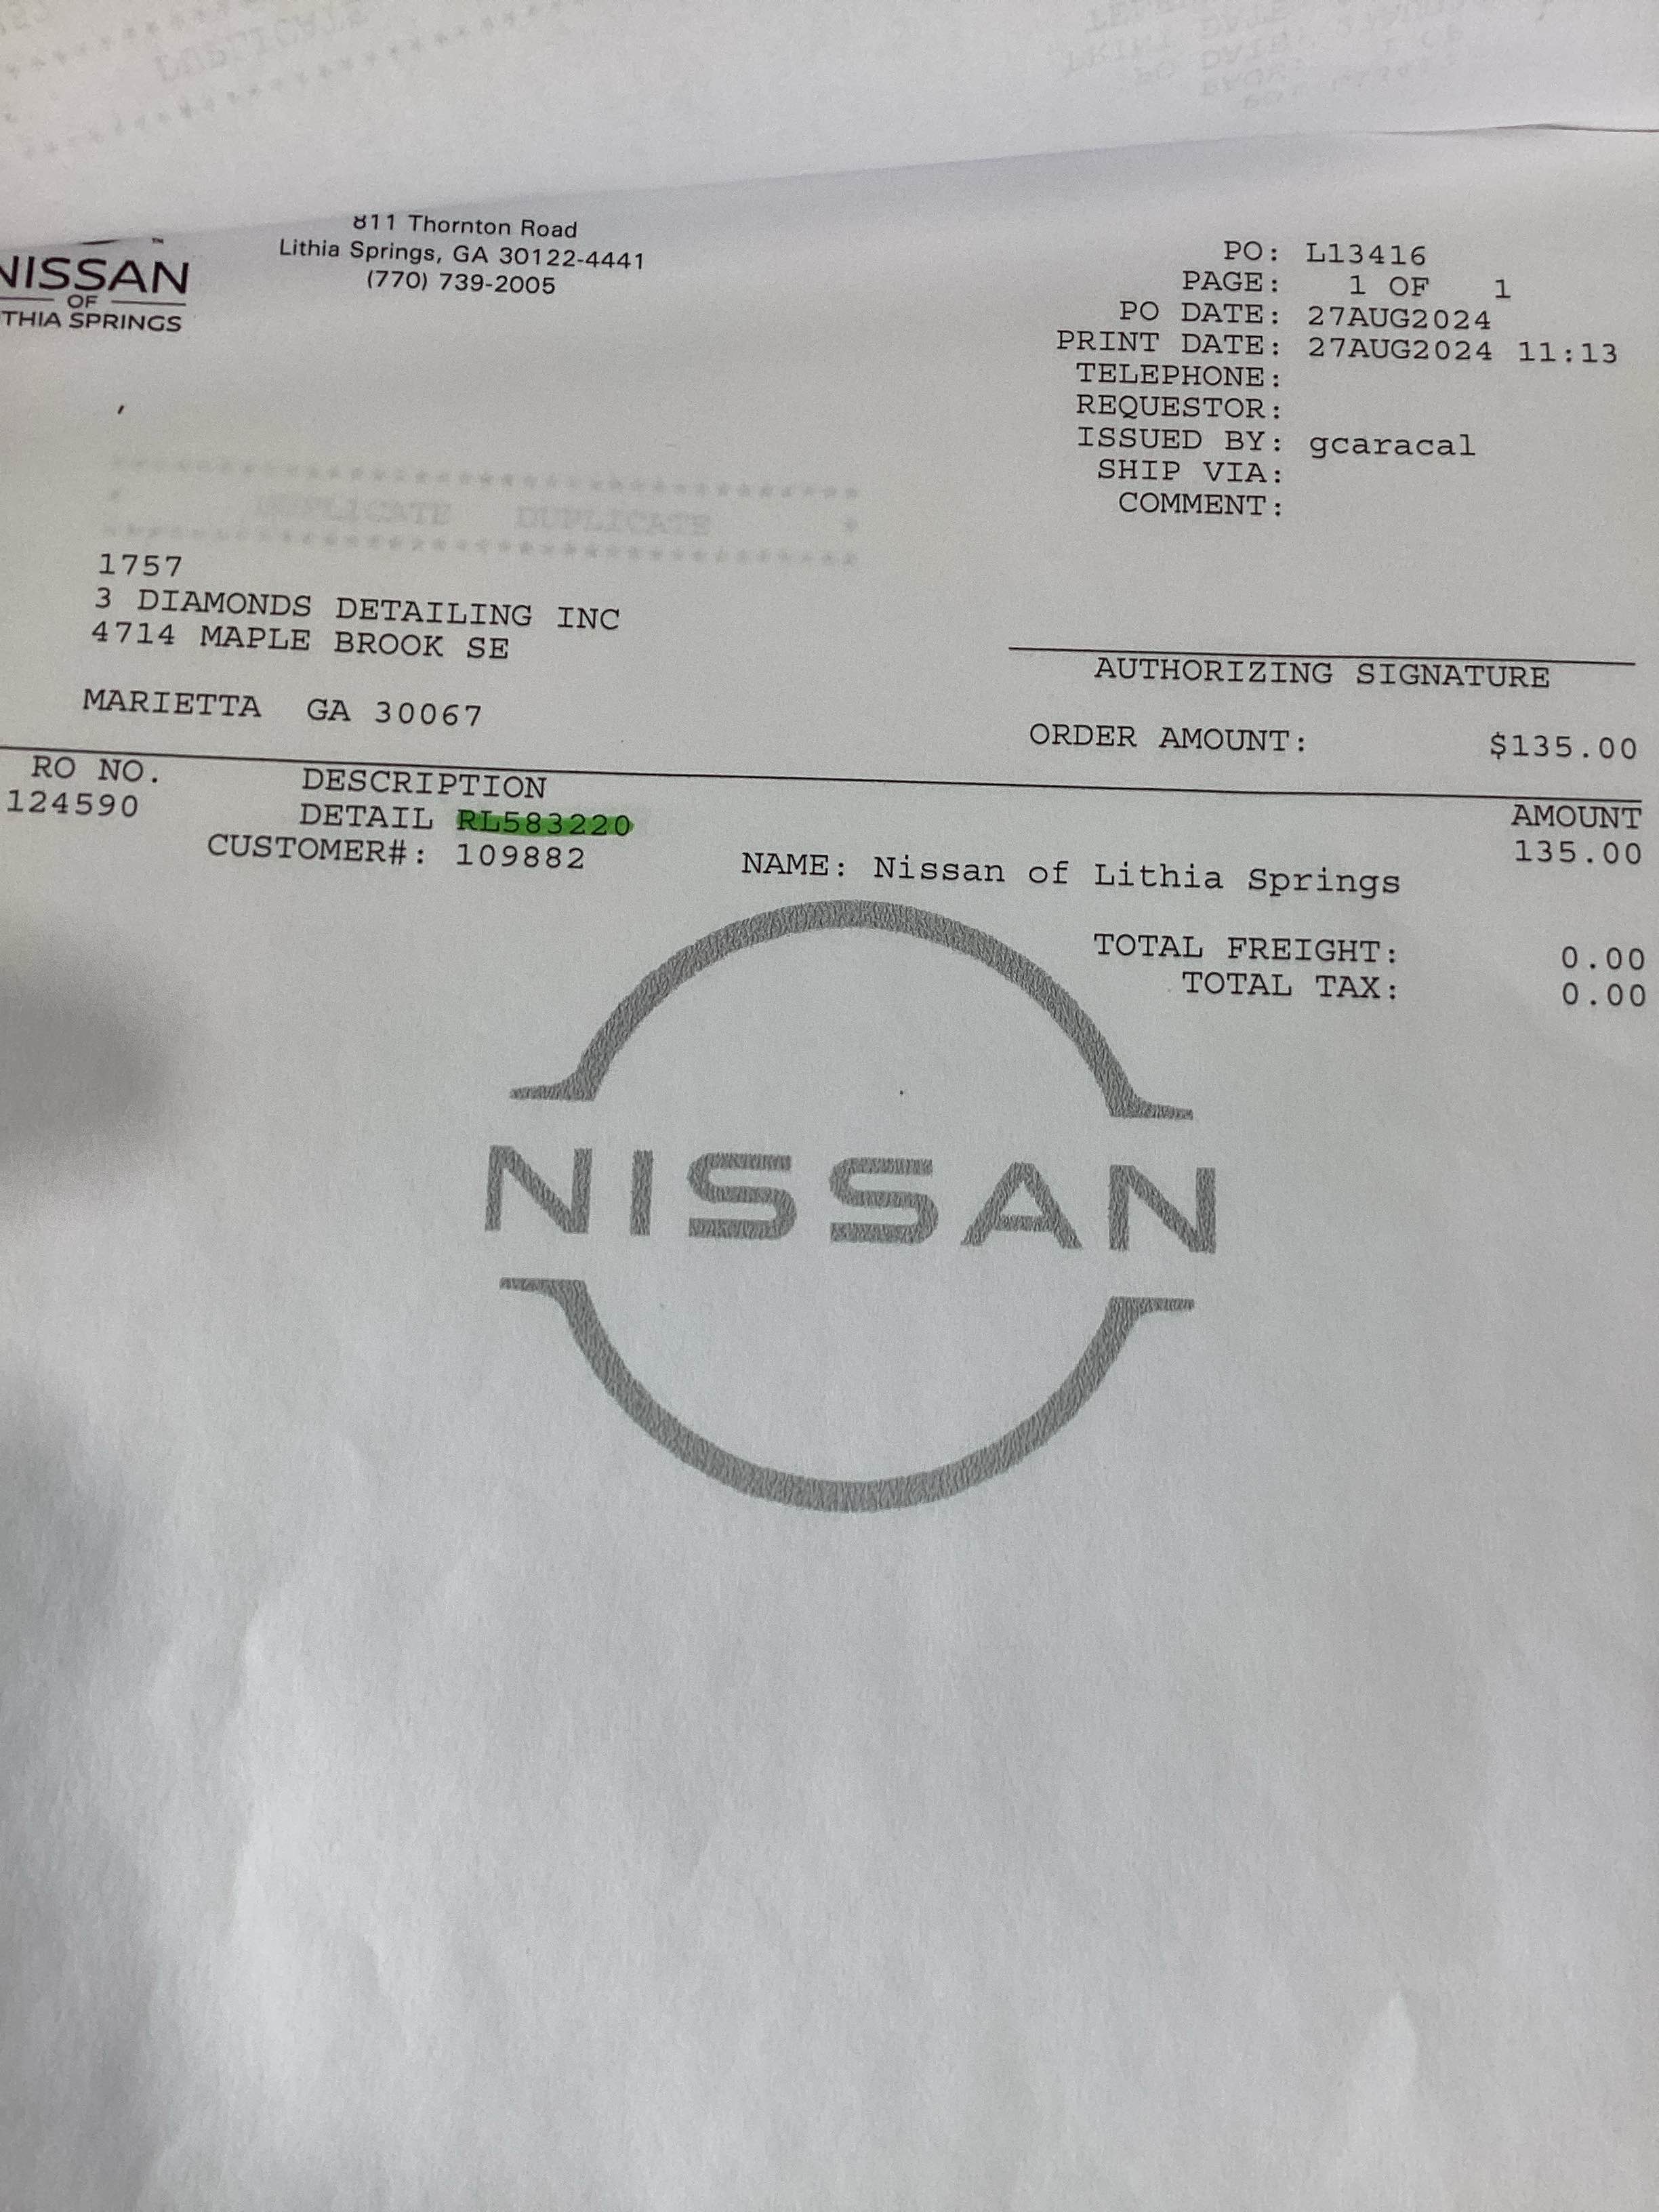 811 Thornton Road
Lithia Springs, GA 30122-4441
(770) 739-2005
NISSAN
OF
THIA SPRINGS
PO: L13416
PAGE: 1 OF 1
PO DATE: 27AUG2024
PRINT DATE: 27AUG2024 11:13
TELEPHONE:
REQUESTOR:
ISSUED BY: gcaracal
SHIP VIA:
COMMENT:
DUPLICATE DUPLICATE
1757
3 DIAMONDS DETAILING INC
4714 MAPLE BROOK SE
MARIETTA GA 30067
AUTHORIZING SIGNATURE
ORDER AMOUNT: $135.00
RO NO. DESCRIPTION AMOUNT
124590 DETAIL RL583220 135.00
CUSTOMER#: 109882 NAME: Nissan of Lithia Springs
TOTAL FREIGHT: 0.00
TOTAL TAX: 0.00
NISSAN